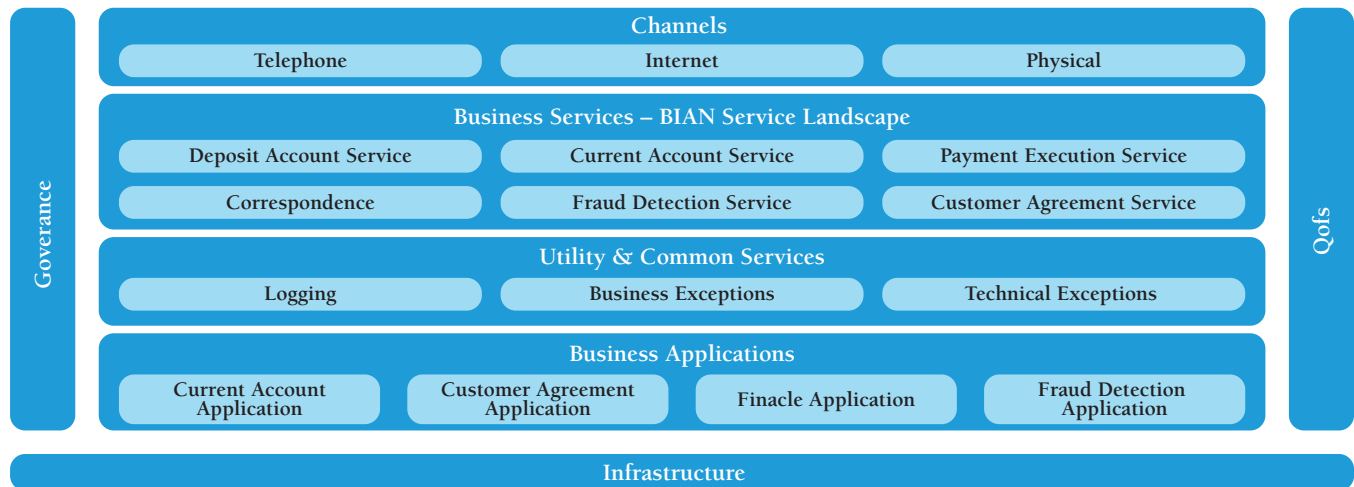 Goverance
Channels
Telephone
Internet
Physical
Business Services – BIAN Service Landscape
Deposit Account Service
Current Account Service
Payment Execution Service
Correspondence
Fraud Detection Service
Customer Agreement Service
Utility & Common Services
Logging
Business Exceptions
Technical Exceptions
Business Applications
Current Account
Application
Customer Agreement
Application
Finacle Application
Fraud Detection
Application
Qofs
Infrastructure